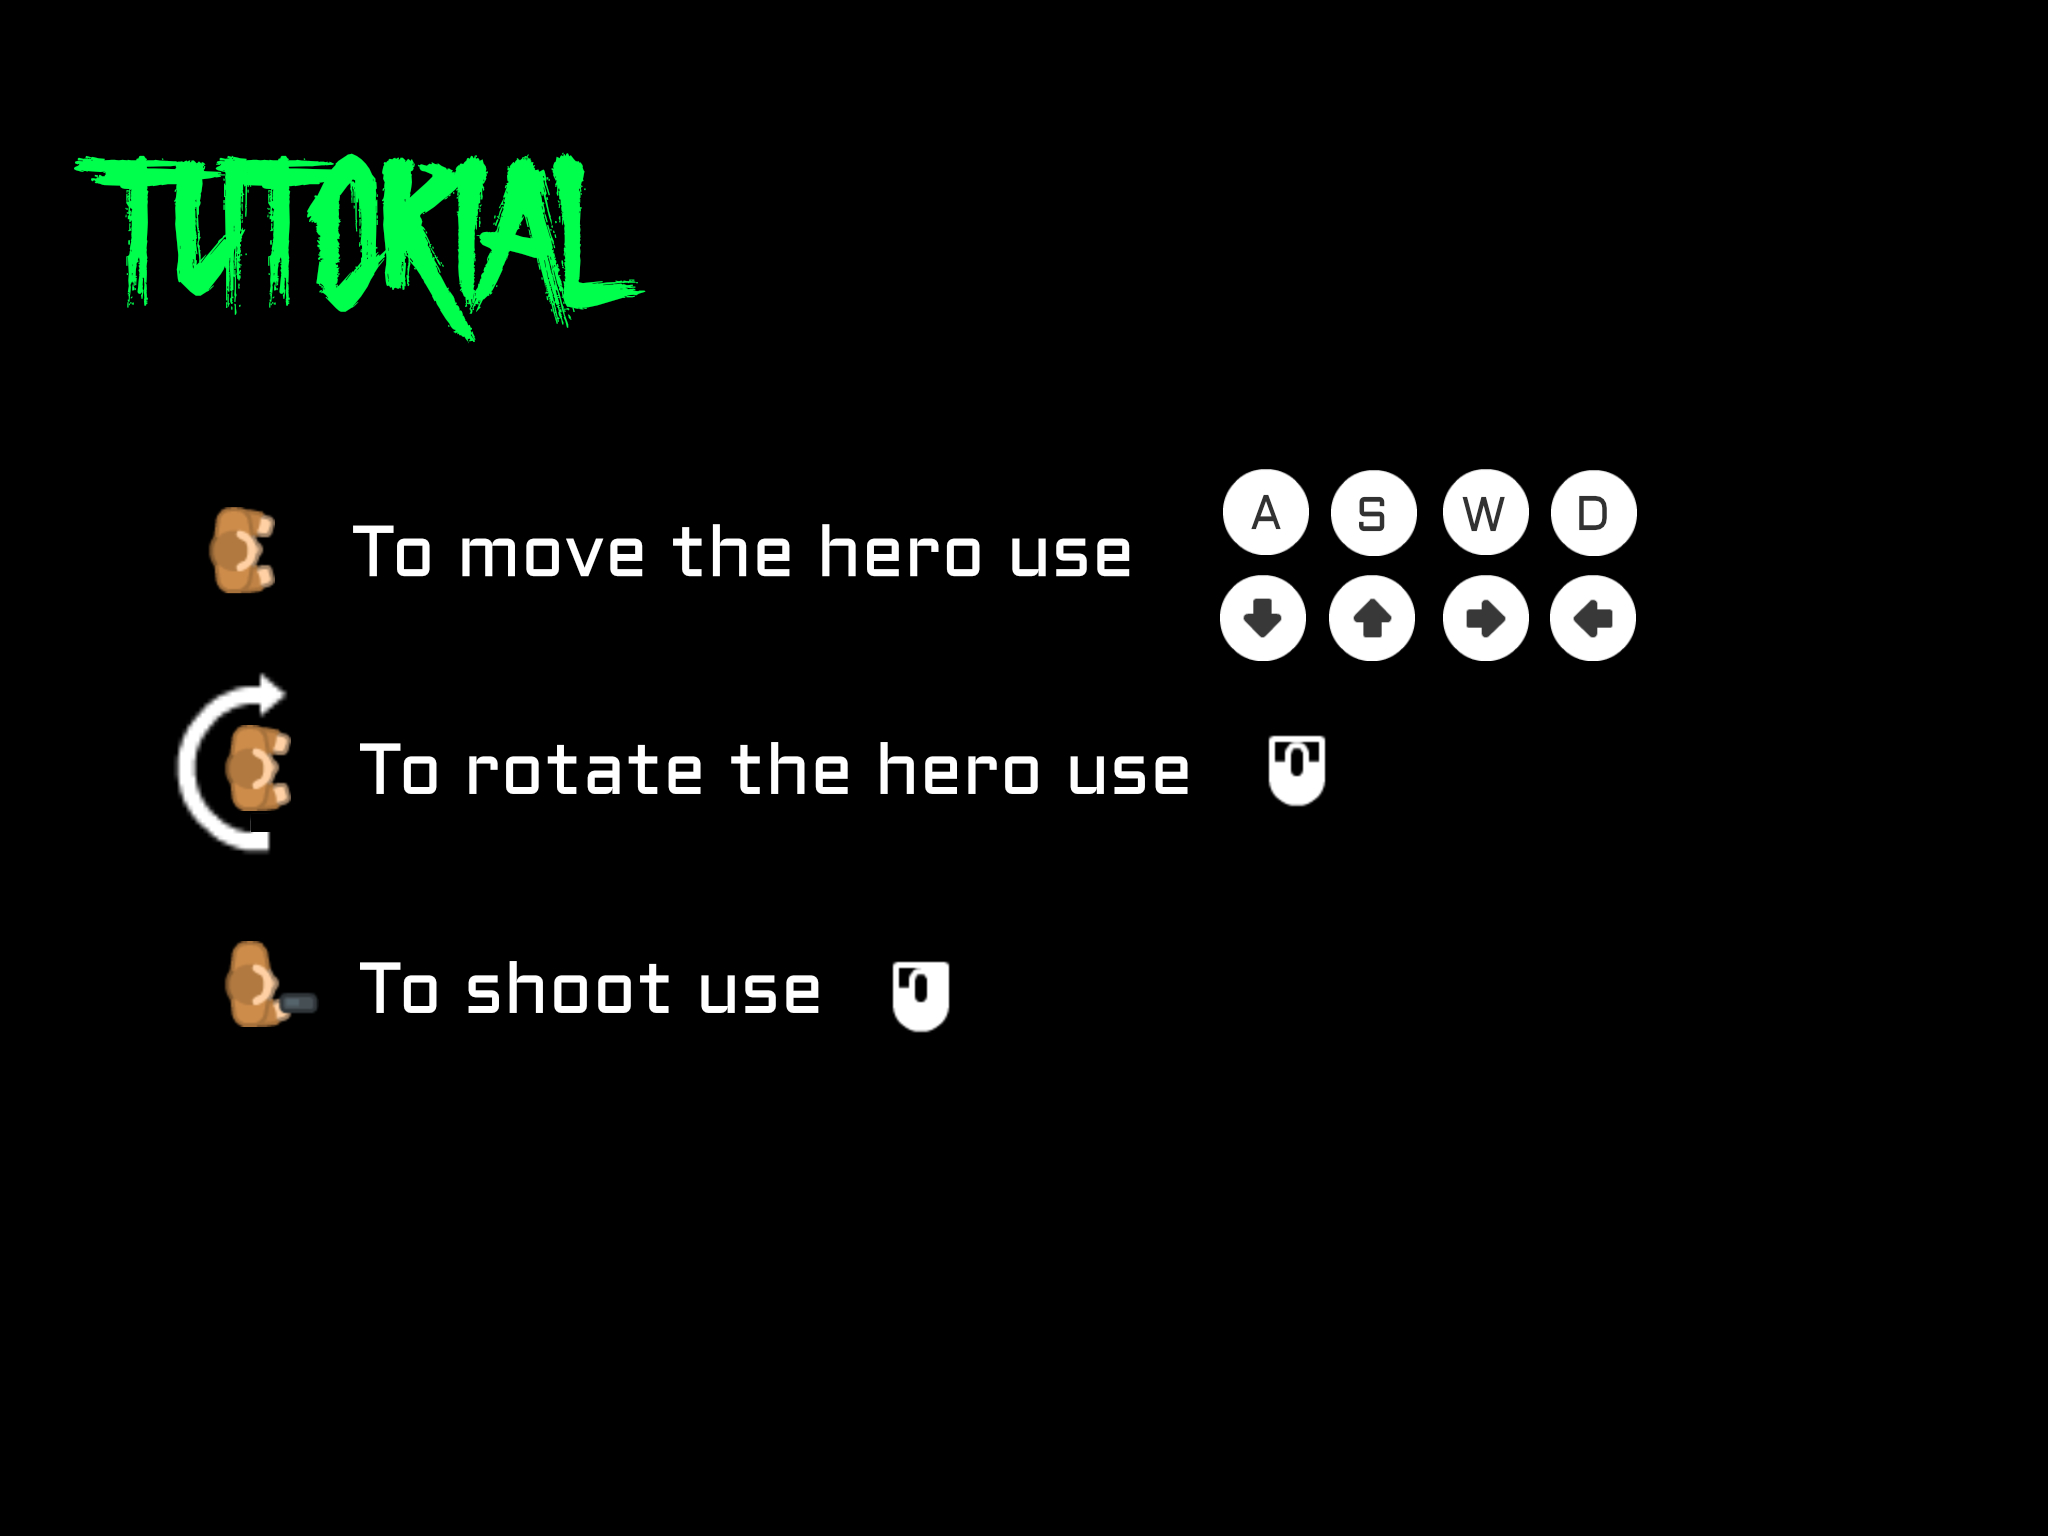 TUTORIAL
To move the hero use A S W D
To rotate the hero use
To shoot use